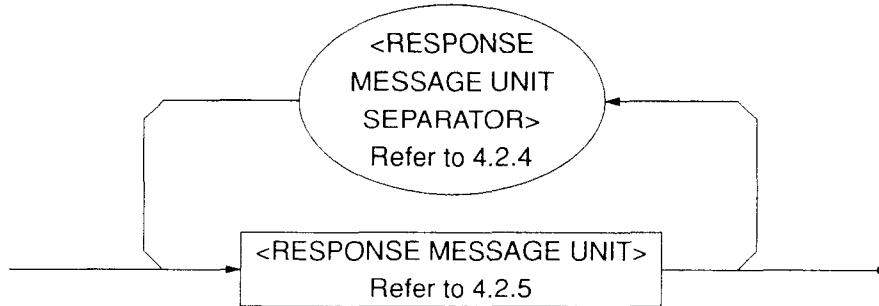 <RESPONSE
MESSAGE UNIT
SEPARATOR>
Refer to 4.2.4
<RESPONSE MESSAGE UNIT>
Refer to 4.2.5